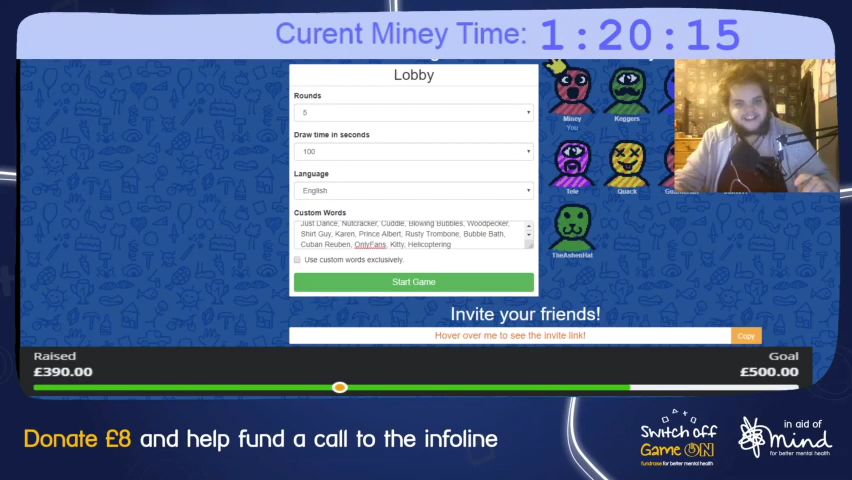 Curent Miney Time: 1:20:15
Lobby
Rounds
5
Draw time in seconds
100
Language
English
Custom Words
Just Dance, Nutcracker, Cuddle, Blowing Bubbles, Woodpecker,
Shirt Guy, Karen, Prince Albert, Rusty Trombone, Bubble Bath,
Cuban Reuben, OnlyFans, Kitty, Helicoptering
Use custom words exclusively.
Start Game
Miney
You
Keggers
Tele
Quack
TheAshenHat
Invite your friends!
Hover over me to see the invite link!
Copy
Raised
£390.00
Goal
£500.00
Donate £8 and help fund a call to the infoline
Switch off
Game ON
fundraise for better mental health
in aid of
mind
for better mental health